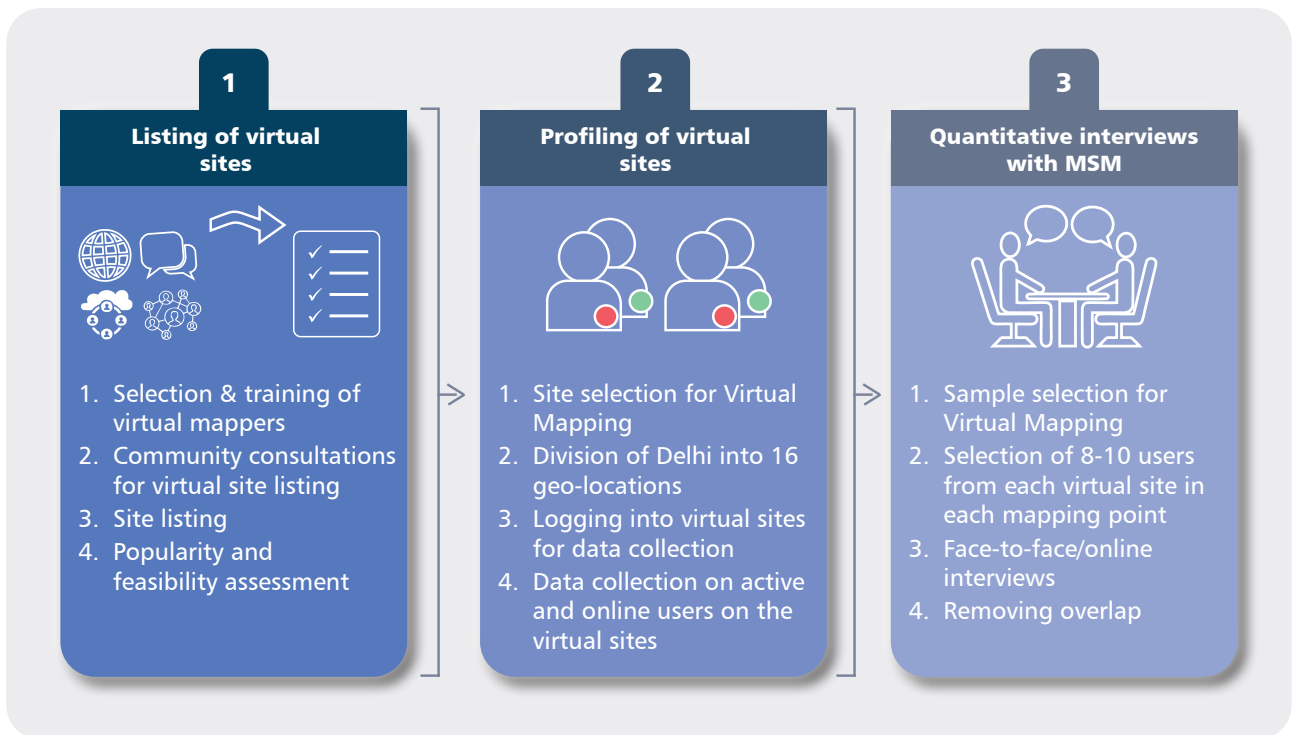 1
Listing of virtual
sites
1. Selection & training of
virtual mappers
2. Community consultations
for virtual site listing
3. Site listing
4. Popularity and
feasibility assessment
2
Profiling of virtual
sites
1. Site selection for Virtual
Mapping
2. Division of Delhi into 16
geo-locations
3. Logging into virtual sites
for data collection
4. Data collection on active
and online users on the
virtual sites
3
Quantitative interviews
with MSM
1. Sample selection for
Virtual Mapping
2. Selection of 8-10 users
from each virtual site in
each mapping point
3. Face-to-face/online
interviews
4. Removing overlap